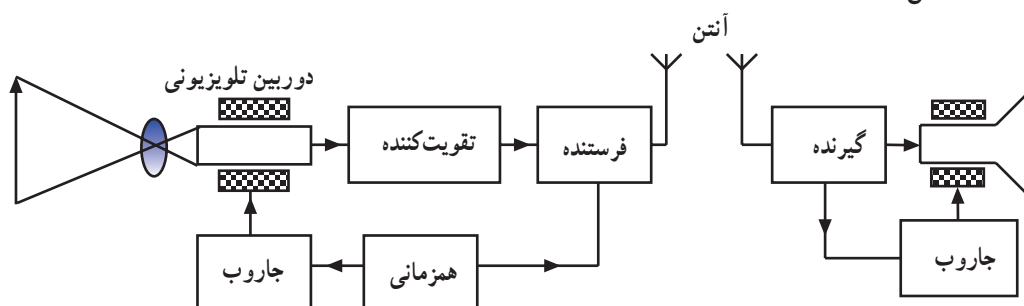 آنتن
دوربین تلویزیونی
تقویت‌کننده
فرستنده
گیرنده
جاروب
همزمانی
جاروب